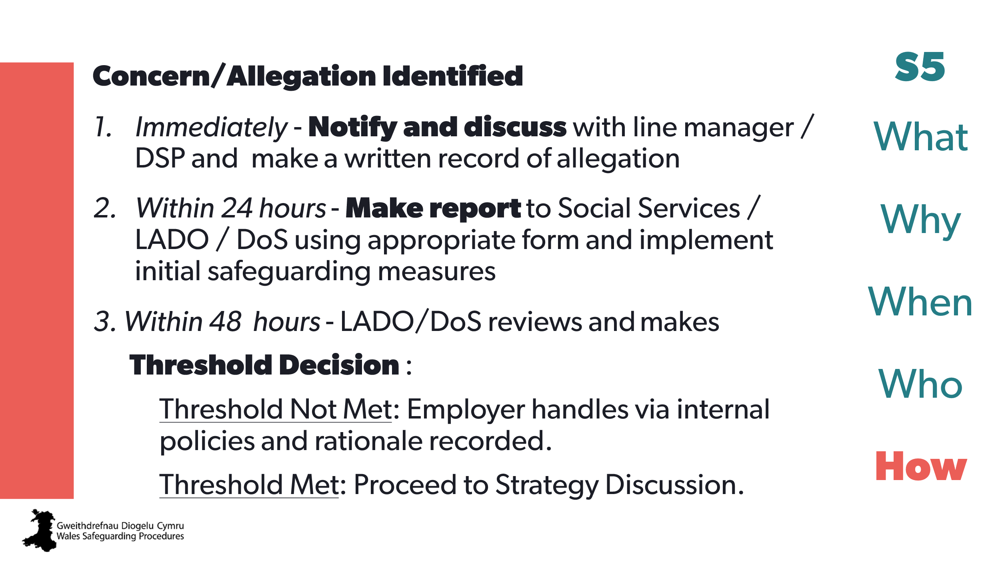 Concern/Allegation Identified
1. Immediately - Notify and discuss with line manager /
DSP and  make a written record of allegation
2. Within 24 hours - Make report to Social Services /
LADO / DoS using appropriate form and implement
initial safeguarding measures
3. Within 48  hours - LADO/DoS reviews and makes
Threshold Decision :
Threshold Not Met: Employer handles via internal
policies and rationale recorded.
Threshold Met: Proceed to Strategy Discussion.
S5
What
Why
When
Who
How
Gweithdrefnau Diogelu Cymru
Wales Safeguarding Procedures